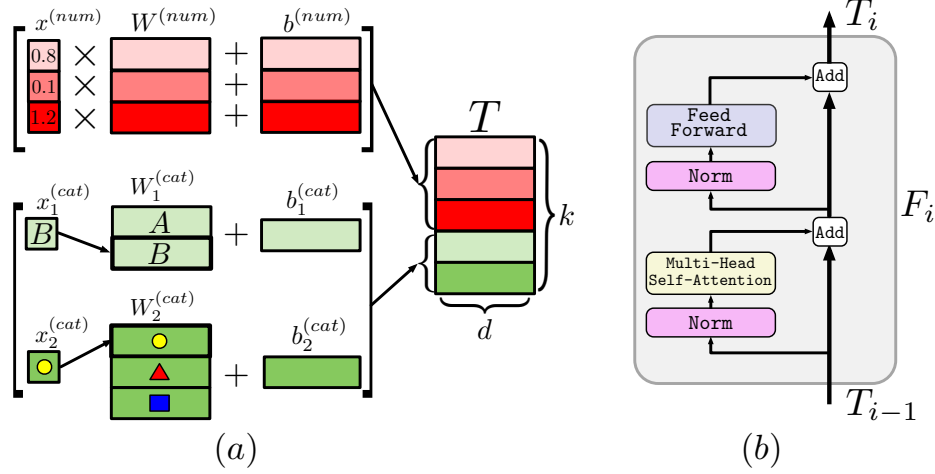 x^{(num)} W^{(num)} b^{(num)}
0.8 × +
0.1 × +
1.2 × +
T
k
d
x_1^{(cat)} W_1^{(cat)} b_1^{(cat)}
B A +
B
x_2^{(cat)} W_2^{(cat)} b_2^{(cat)}
+
(a)
T_i
Add
Feed
Forward
Norm
F_i
Add
Multi-Head
Self-Attention
Norm
T_{i-1}
(b)